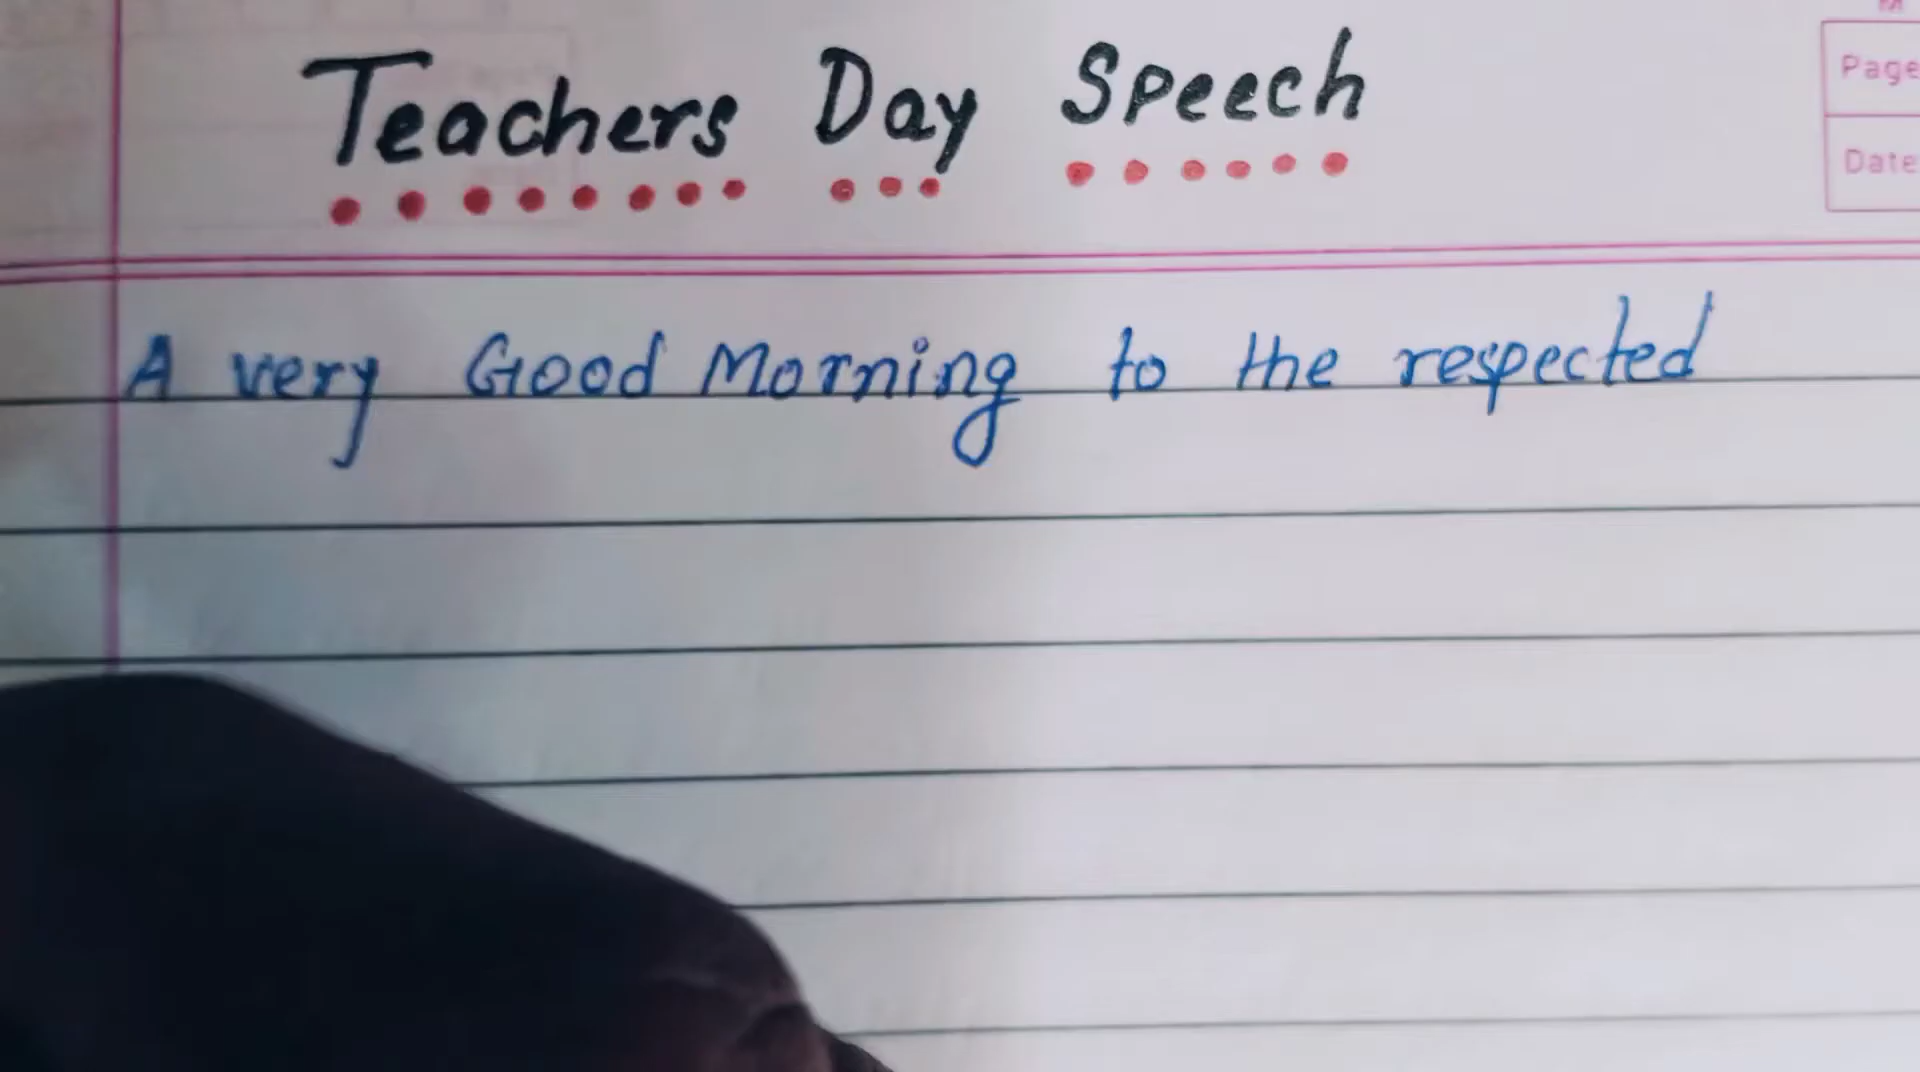 Teachers Day Speech
Page
Date
A very Good Morning to the respected